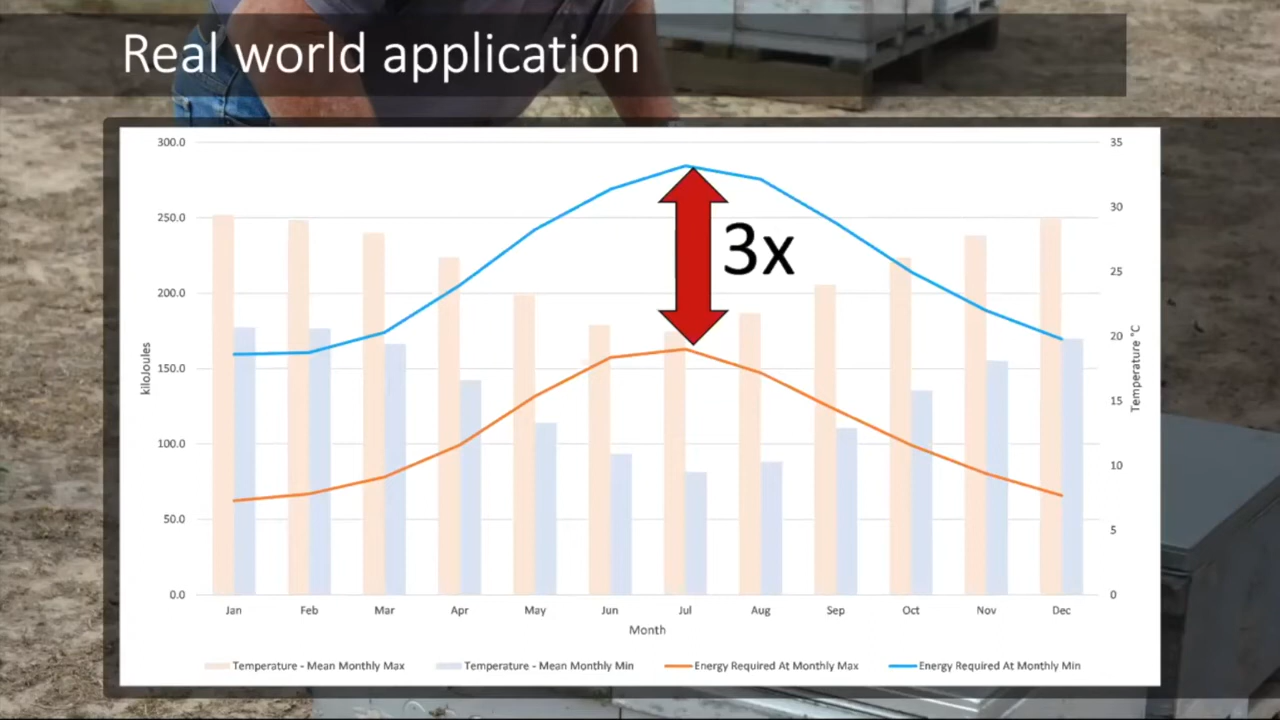 Real world application
300.0
250.0
200.0
150.0
100.0
50.0
0.0
kiloJoules
3x
35
30
25
20
15
10
5
0
Temperature °C
Jan Feb Mar Apr May Jun Jul Aug Sep Oct Nov Dec
Month
Temperature - Mean Monthly Max Temperature - Mean Monthly Min Energy Required At Monthly Max Energy Required At Monthly Min